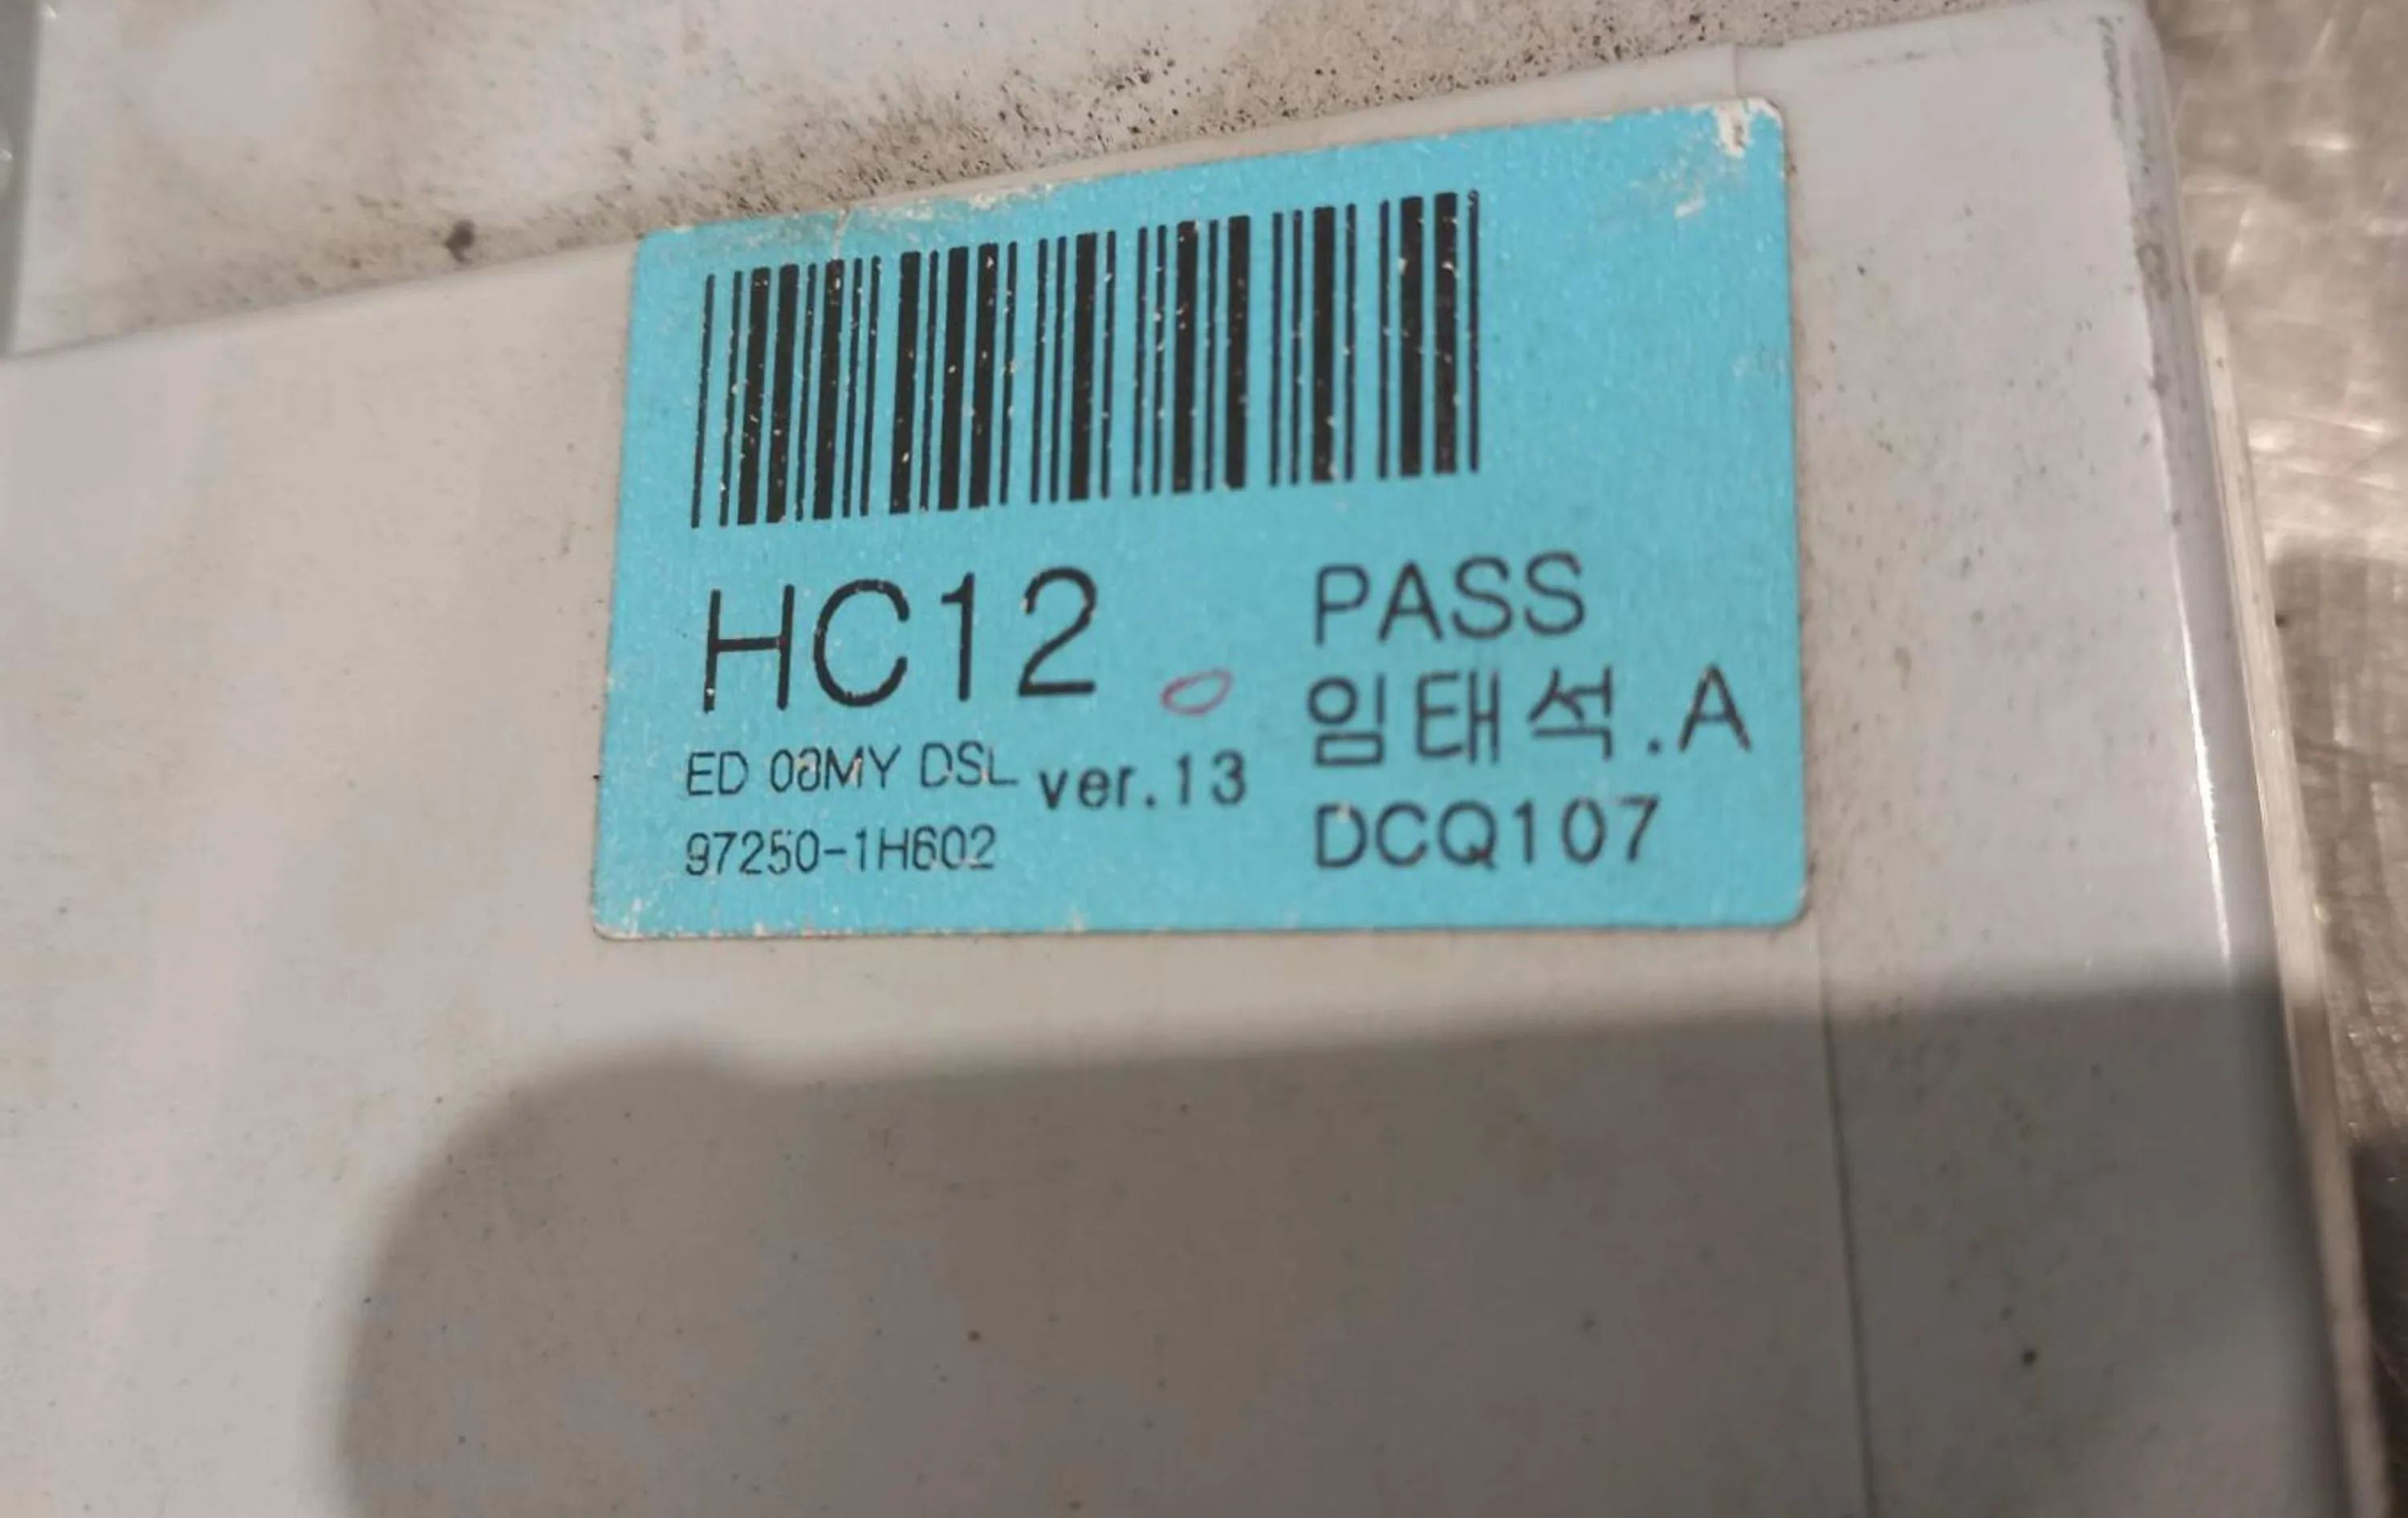 HC12
ED 08MY DSL ver.13
97250-1H602
PASS
임태석.A
DCQ107